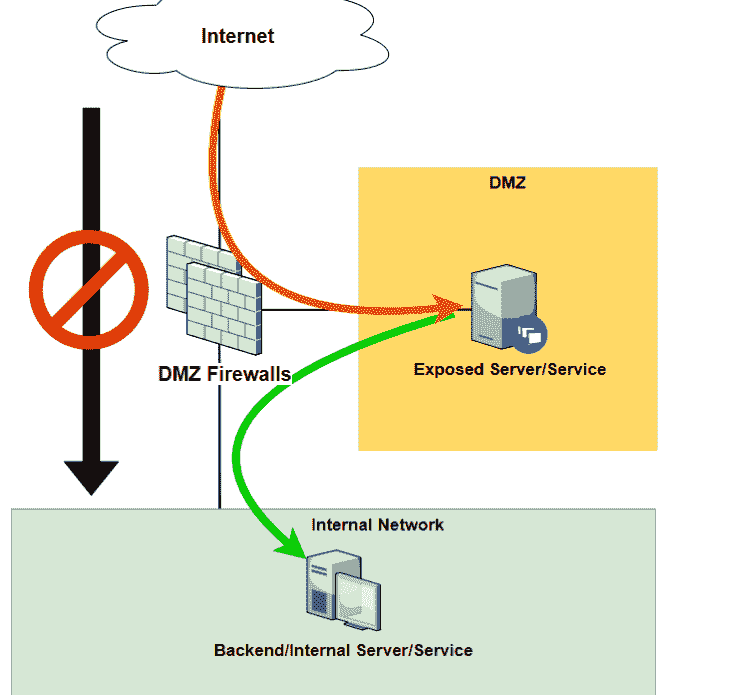 Internet
DMZ
DMZ Firewalls
Exposed Server/Service
Internal Network
Backend/Internal Server/Service